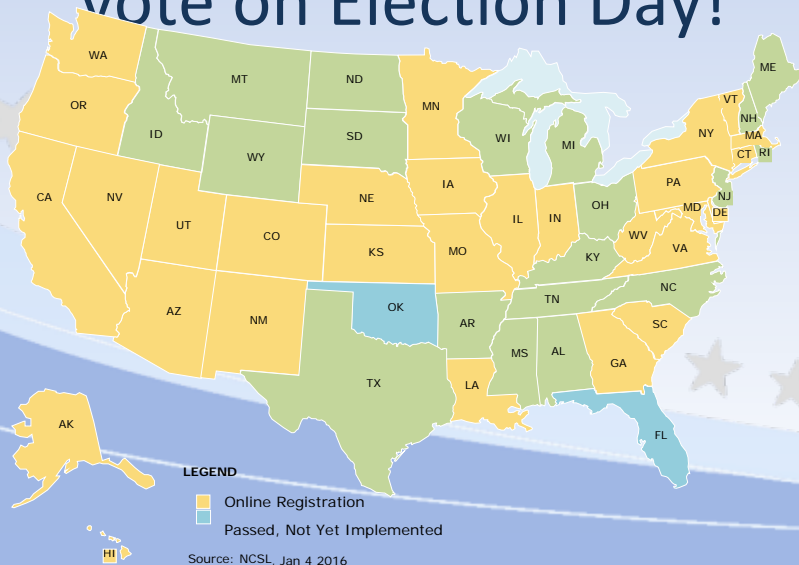 Vote on Election Day!
WA
MT
ND
MN
ME
VT
OR
ID
SD
WI
MI
NY
NH
MA
CT
RI
WY
IA
PA
NJ
CA
NV
NE
IL
IN
OH
MD
DE
UT
CO
KS
MO
WV
VA
KY
NC
AZ
NM
OK
AR
TN
SC
MS
AL
GA
TX
LA
AK
FL
HI
LEGEND
Online Registration
Passed, Not Yet Implemented
Source: NCSL, Jan 4 2016